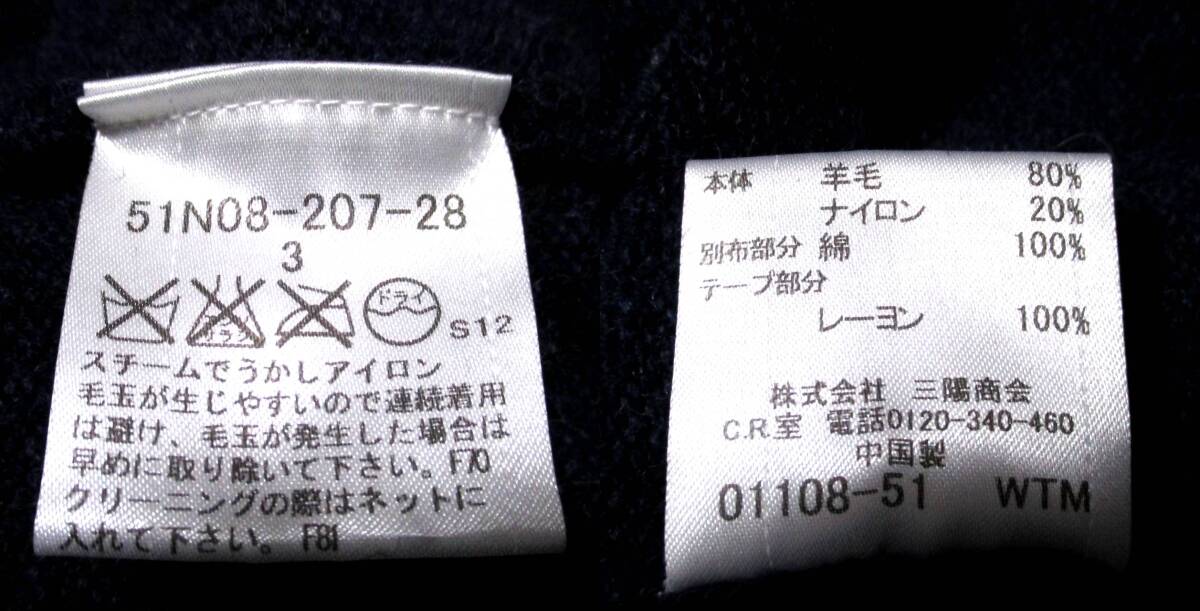 51N08-207-28
3
エンソサラシ
ドライ
S12
スチームでうかしアイロン
毛玉が生じやすいので連続着用
は避け、毛玉が発生した場合は
早めに取り除いて下さい。F70
クリーニングの際はネットに
入れて下さい。F81
本体 羊毛 80%
ナイロン 20%
別布部分 綿 100%
テープ部分
レーヨン 100%
株式会社 三陽商会
C.R.室 電話0120-340-460
中国製
01108-51 WTM